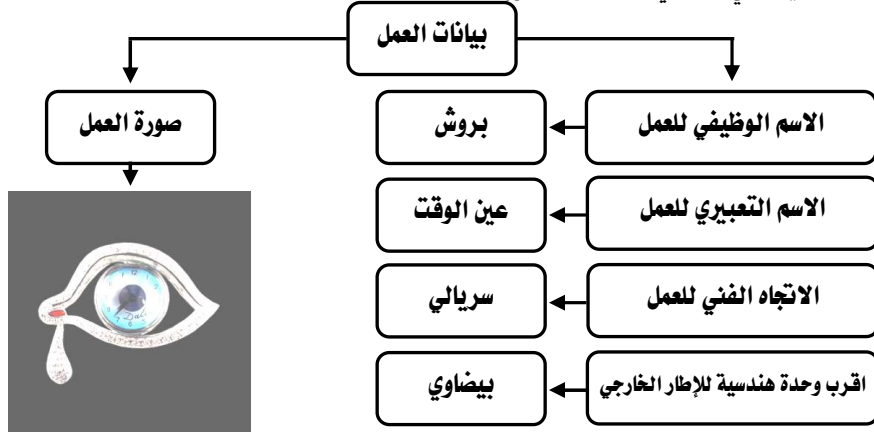 بيانات العمل
صورة العمل
الاسم الوظيفي للعمل
بروش
الاسم التعبيري للعمل
عين الوقت
الاتجاه الفني للعمل
سريالي
اقرب وحدة هندسية للإطار الخارجي
بيضاوي